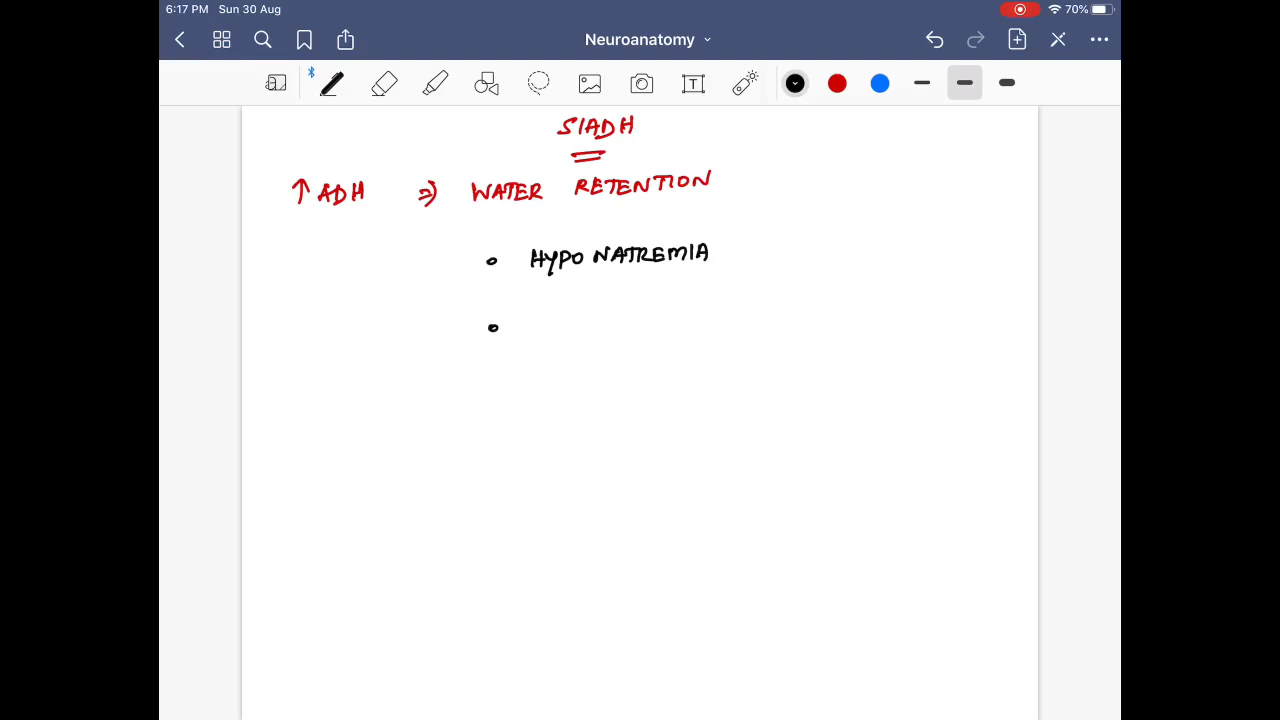 6:17 PM Sun 30 Aug 70%
Neuroanatomy
T
SIADH
↑ ADH ⇒ WATER RETENTION
• HYPO NATREMIA
•